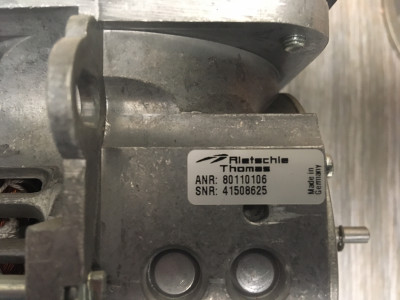 Rietschle
Thomas
ANR: 80110106
SNR: 41508625
Made in
Germany